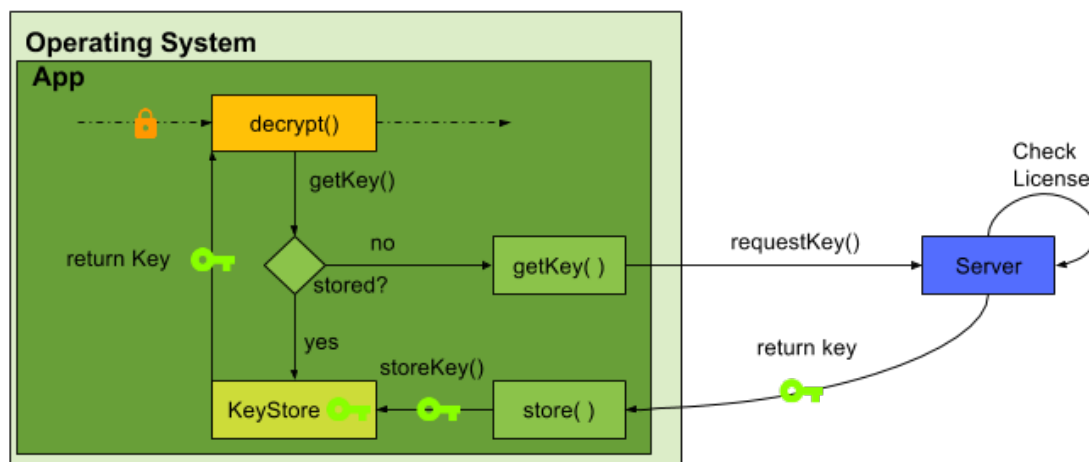 Operating System
App
decrypt()
getKey()
Check
License
return Key
no
requestKey()
getKey( )
Server
stored?
yes
return key
storeKey()
KeyStore
store( )